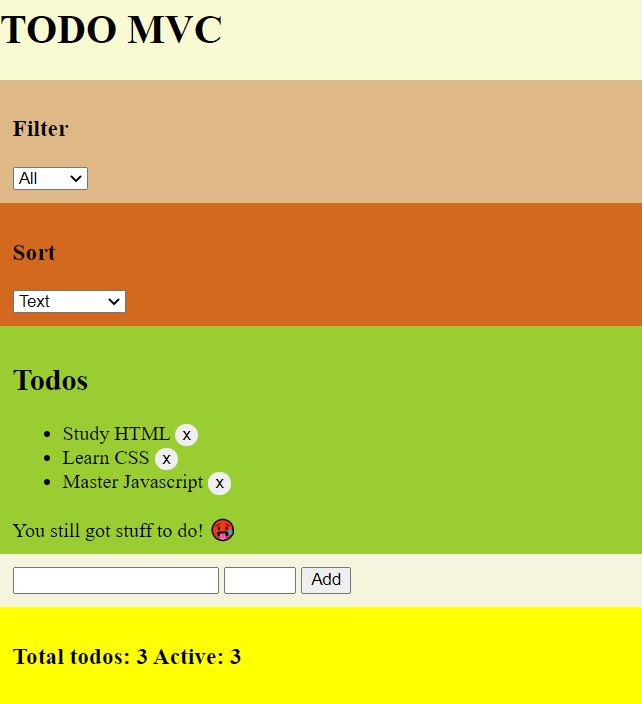 TODO MVC
Filter
All
Sort
Text
Todos
Study HTML x
Learn CSS x
Master Javascript x
You still got stuff to do! 🥵
Add
Total todos: 3 Active: 3